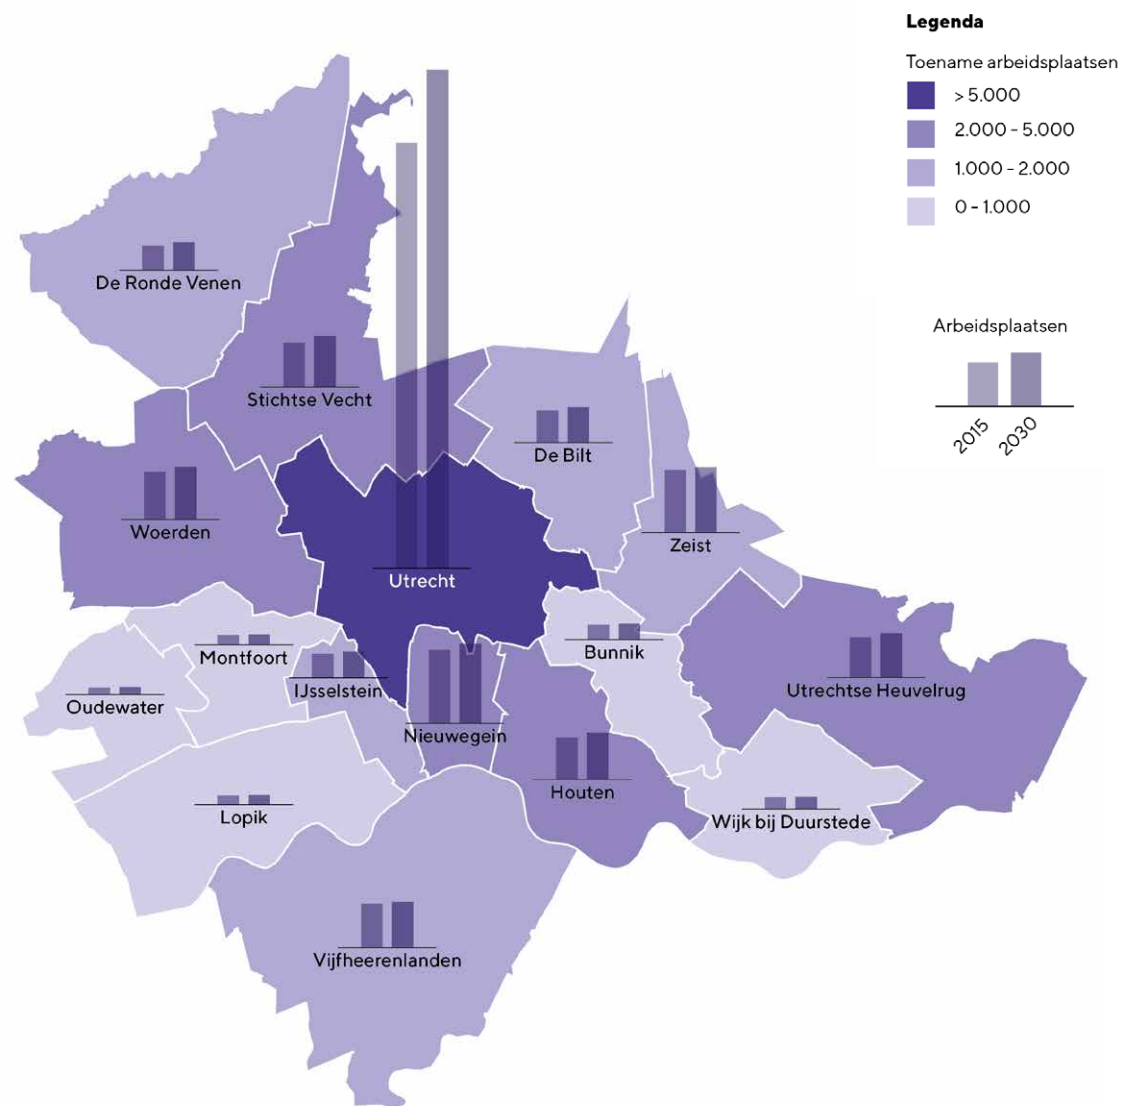 Legenda
Toename arbeidsplaatsen
> 5.000
2.000 - 5.000
1.000 - 2.000
0 - 1.000
Arbeidsplaatsen
2015
2030
De Ronde Venen
Stichtse Vecht
De Bilt
Woerden
Zeist
Utrecht
Montfoort
Bunnik
IJsselstein
Utrechtse Heuvelrug
Oudewater
Nieuwegein
Houten
Lopik
Wijk bij Duurstede
Vijfheerenlanden